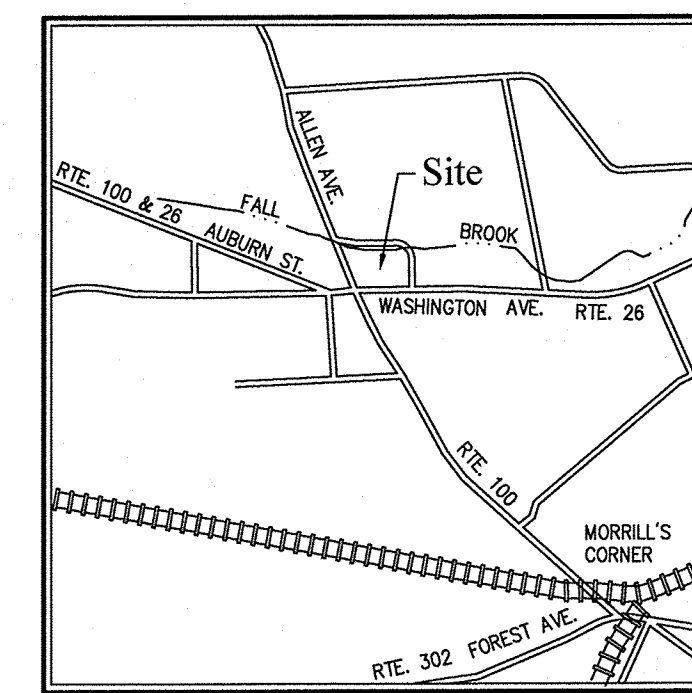 ALLEN AVE.
Site
RTE. 100 & 26
FALL
BROOK
AUBURN ST.
WASHINGTON AVE. RTE. 26
RTE. 100
MORRILL'S
CORNER
RTE. 302 FOREST AVE.